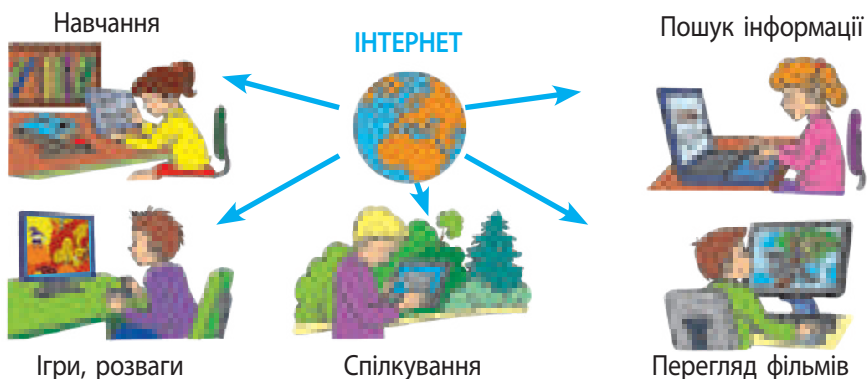 Навчання
ІНТЕРНЕТ
Пошук інформації
Ігри, розваги
Спілкування
Перегляд фільмів